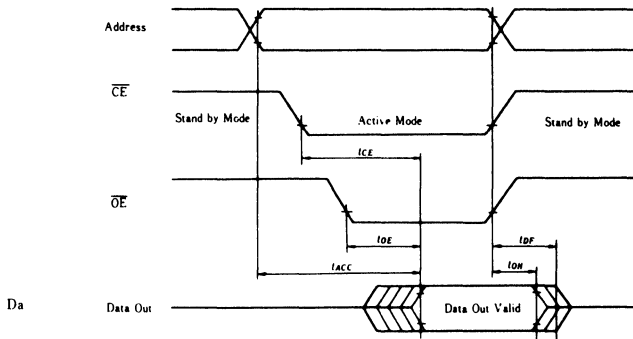 Address
CE
Stand by Mode
Active Mode
Stand by Mode
tCE
OE
tOE
tDF
tOH
tACC
Da
Data Out
Data Out Valid